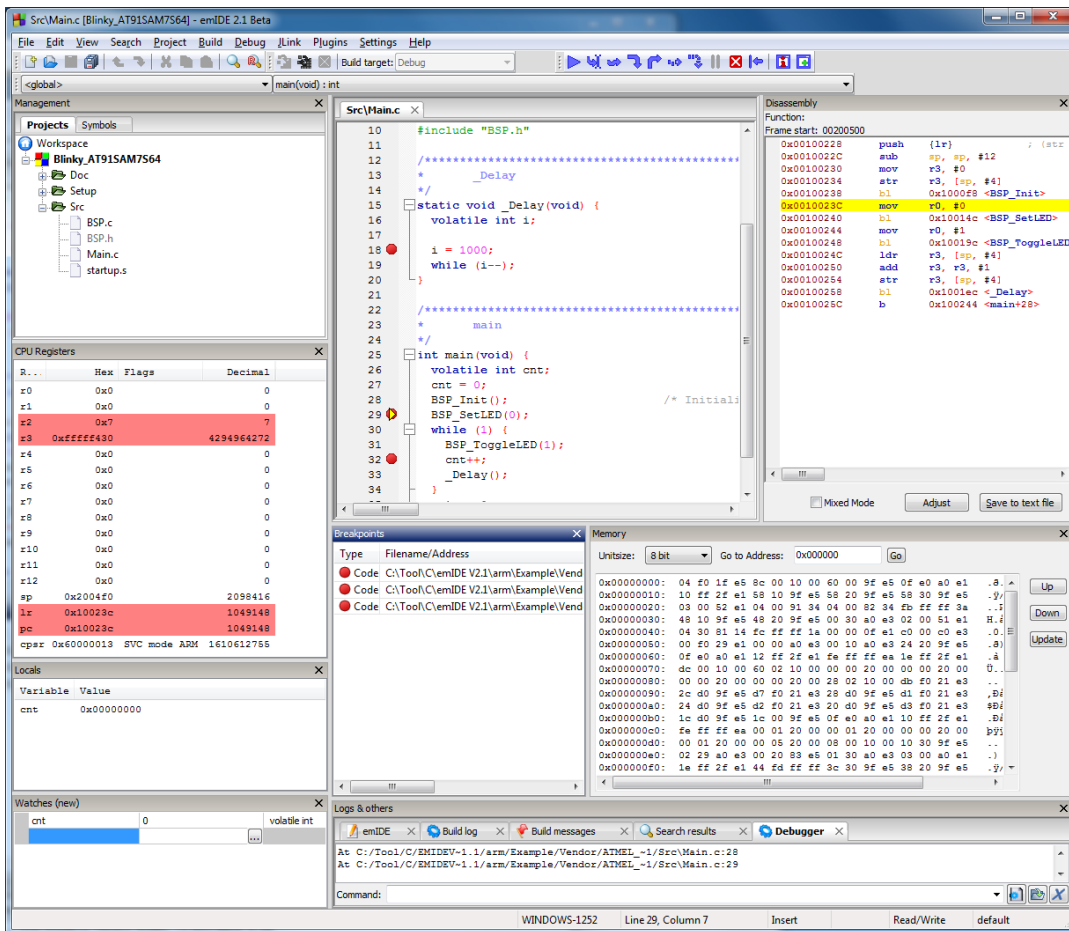 Src\Main.c [Blinky_AT91SAM7S64] - emIDE 2.1 Beta
File Edit View Search Project Build Debug JLink Plugins Settings Help
Build target: Debug
<global> main(void) : int
Management
Projects Symbols
Workspace
Blinky_AT91SAM7S64
Doc
Setup
Src
BSP.c
BSP.h
Main.c
startup.s
CPU Registers
R... Hex Flags Decimal
r0 0x0 0
r1 0x0 0
r2 0x7 7
r3 0xfffff430 4294964272
r4 0x0 0
r5 0x0 0
r6 0x0 0
r7 0x0 0
r8 0x0 0
r9 0x0 0
r10 0x0 0
r11 0x0 0
r12 0x0 0
sp 0x2004f0 2098416
lr 0x10023c 1049148
pc 0x10023c 1049148
cpsr 0x60000013 SVC mode ARM 1610612755
Locals
Variable Value
cnt 0x00000000
Watches (new)
cnt 0 volatile int
...
Src\Main.c
10 #include "BSP.h"
11
12 /********************************************
13 * _Delay
14 */
15 static void _Delay(void) {
16 volatile int i;
17
18 i = 1000;
19 while (i--);
20 }
21
22 /********************************************
23 * main
24 */
25 int main(void) {
26 volatile int cnt;
27 cnt = 0;
28 BSP_Init(); /* Initiali
29 BSP_SetLED(0);
30 while (1) {
31 BSP_ToggleLED(1);
32 cnt++;
33 _Delay();
34 }
Disassembly
Function:
Frame start: 00200500
0x00100228 push {lr} ; (str
0x0010022C sub sp, sp, #12
0x00100230 mov r3, #0
0x00100234 str r3, [sp, #4]
0x00100238 bl 0x1000f8 <BSP_Init>
0x0010023C mov r0, #0
0x00100240 bl 0x10014c <BSP_SetLED>
0x00100244 mov r0, #1
0x00100248 bl 0x10019c <BSP_ToggleLED
0x0010024C ldr r3, [sp, #4]
0x00100250 add r3, r3, #1
0x00100254 str r3, [sp, #4]
0x00100258 bl 0x1001ec <_Delay>
0x0010025C b 0x100244 <main+28>
Mixed Mode Adjust Save to text file
Breakpoints
Type Filename/Address
Code C:\Tool\C\emIDE V2.1\arm\Example\Vend
Code C:\Tool\C\emIDE V2.1\arm\Example\Vend
Code C:\Tool\C\emIDE V2.1\arm\Example\Vend
Memory
Unitsize: 8 bit Go to Address: 0x000000 Go
0x00000000: 04 f0 1f e5 8c 00 10 00 60 00 9f e5 0f e0 a0 e1
0x00000010: 10 ff 2f e1 58 10 9f e5 58 20 9f e5 58 30 9f e5
0x00000020: 03 00 52 e1 04 00 91 34 04 00 82 34 fb ff ff 3a
0x00000030: 48 10 9f e5 48 20 9f e5 00 30 a0 e3 02 00 51 e1
0x00000040: 04 30 81 14 fc ff ff 1a 00 00 0f e1 c0 00 c0 e3
0x00000050: 00 f0 29 e1 00 00 a0 e3 00 10 a0 e3 24 20 9f e5
0x00000060: 0f e0 a0 e1 12 ff 2f e1 fe ff ff ea 1e ff 2f e1
0x00000070: dc 00 10 00 60 02 10 00 00 00 20 00 00 00 20 00
0x00000080: 00 00 20 00 00 00 20 00 28 02 10 00 db f0 21 e3
0x00000090: 2c d0 9f e5 d7 f0 21 e3 28 d0 9f e5 d1 f0 21 e3
0x000000a0: 24 d0 9f e5 d2 f0 21 e3 20 d0 9f e5 d3 f0 21 e3
0x000000b0: 1c d0 9f e5 1c 00 9f e5 0f e0 a0 e1 10 ff 2f e1
0x000000c0: fe ff ff ea 00 01 20 00 00 01 20 00 00 00 20 00
0x000000d0: 00 01 20 00 00 05 20 00 08 00 10 00 10 30 9f e5
0x000000e0: 02 29 a0 e3 00 20 83 e5 01 30 a0 e3 03 00 a0 e1
0x000000f0: 1e ff 2f e1 44 fd ff ff 3c 30 9f e5 38 20 9f e5
Up
Down
Update
Logs & others
emIDE Build log Build messages Search results Debugger
At C:/Tool/C/EMIDEV~1.1/arm/Example/Vendor/ATMEL_~1/Src\Main.c:28
At C:/Tool/C/EMIDEV~1.1/arm/Example/Vendor/ATMEL_~1/Src\Main.c:29
Command:
WINDOWS-1252 Line 29, Column 7 Insert Read/Write default